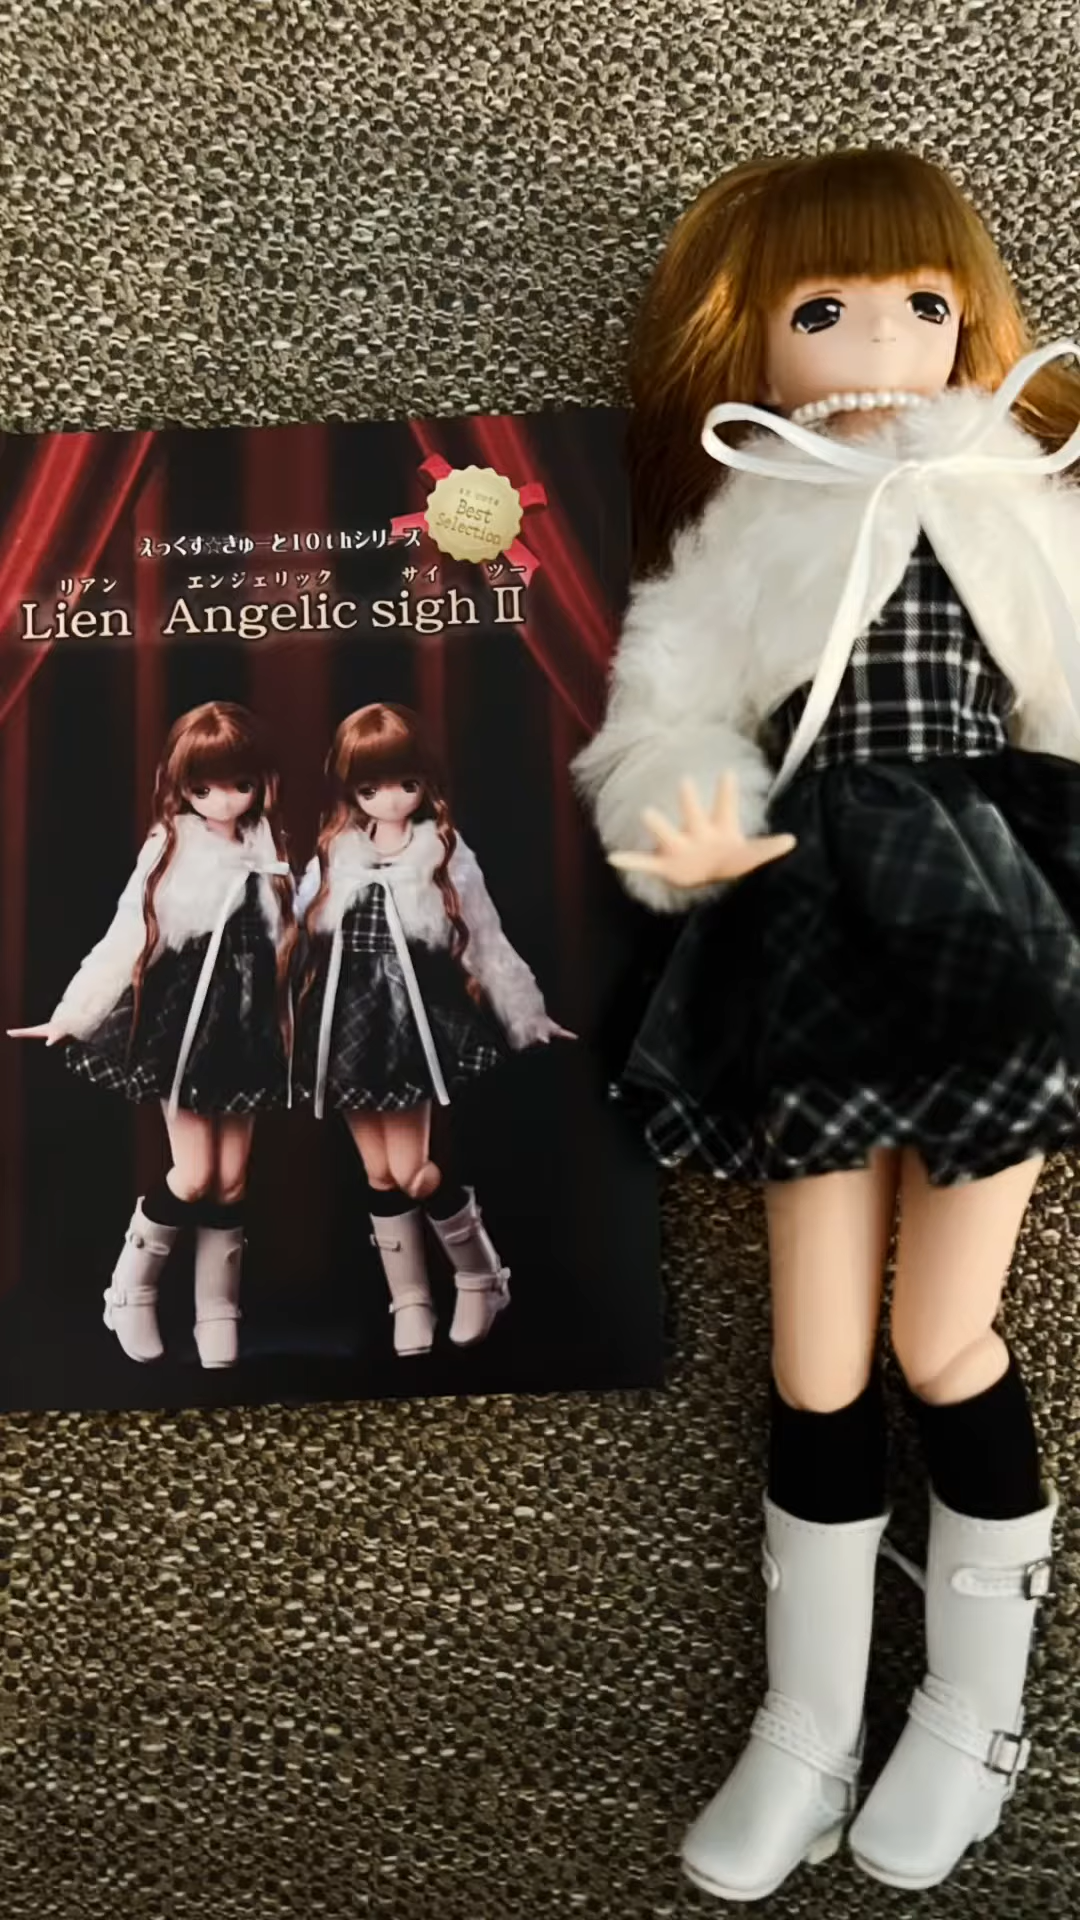 Best
Selection
えっくす☆きゅーと10thシリーズ
リアン エンジェリック サイ ツー
Lien Angelic sigh Ⅱ